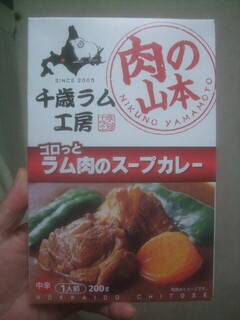 SINCE 2005
肉の
山本
NIKUNO YAMAMOTO
千歳ラム
工房
ゴロっと
ラム肉のスープカレー
中辛 1人前 200g
HOKKAIDO CHITOSE